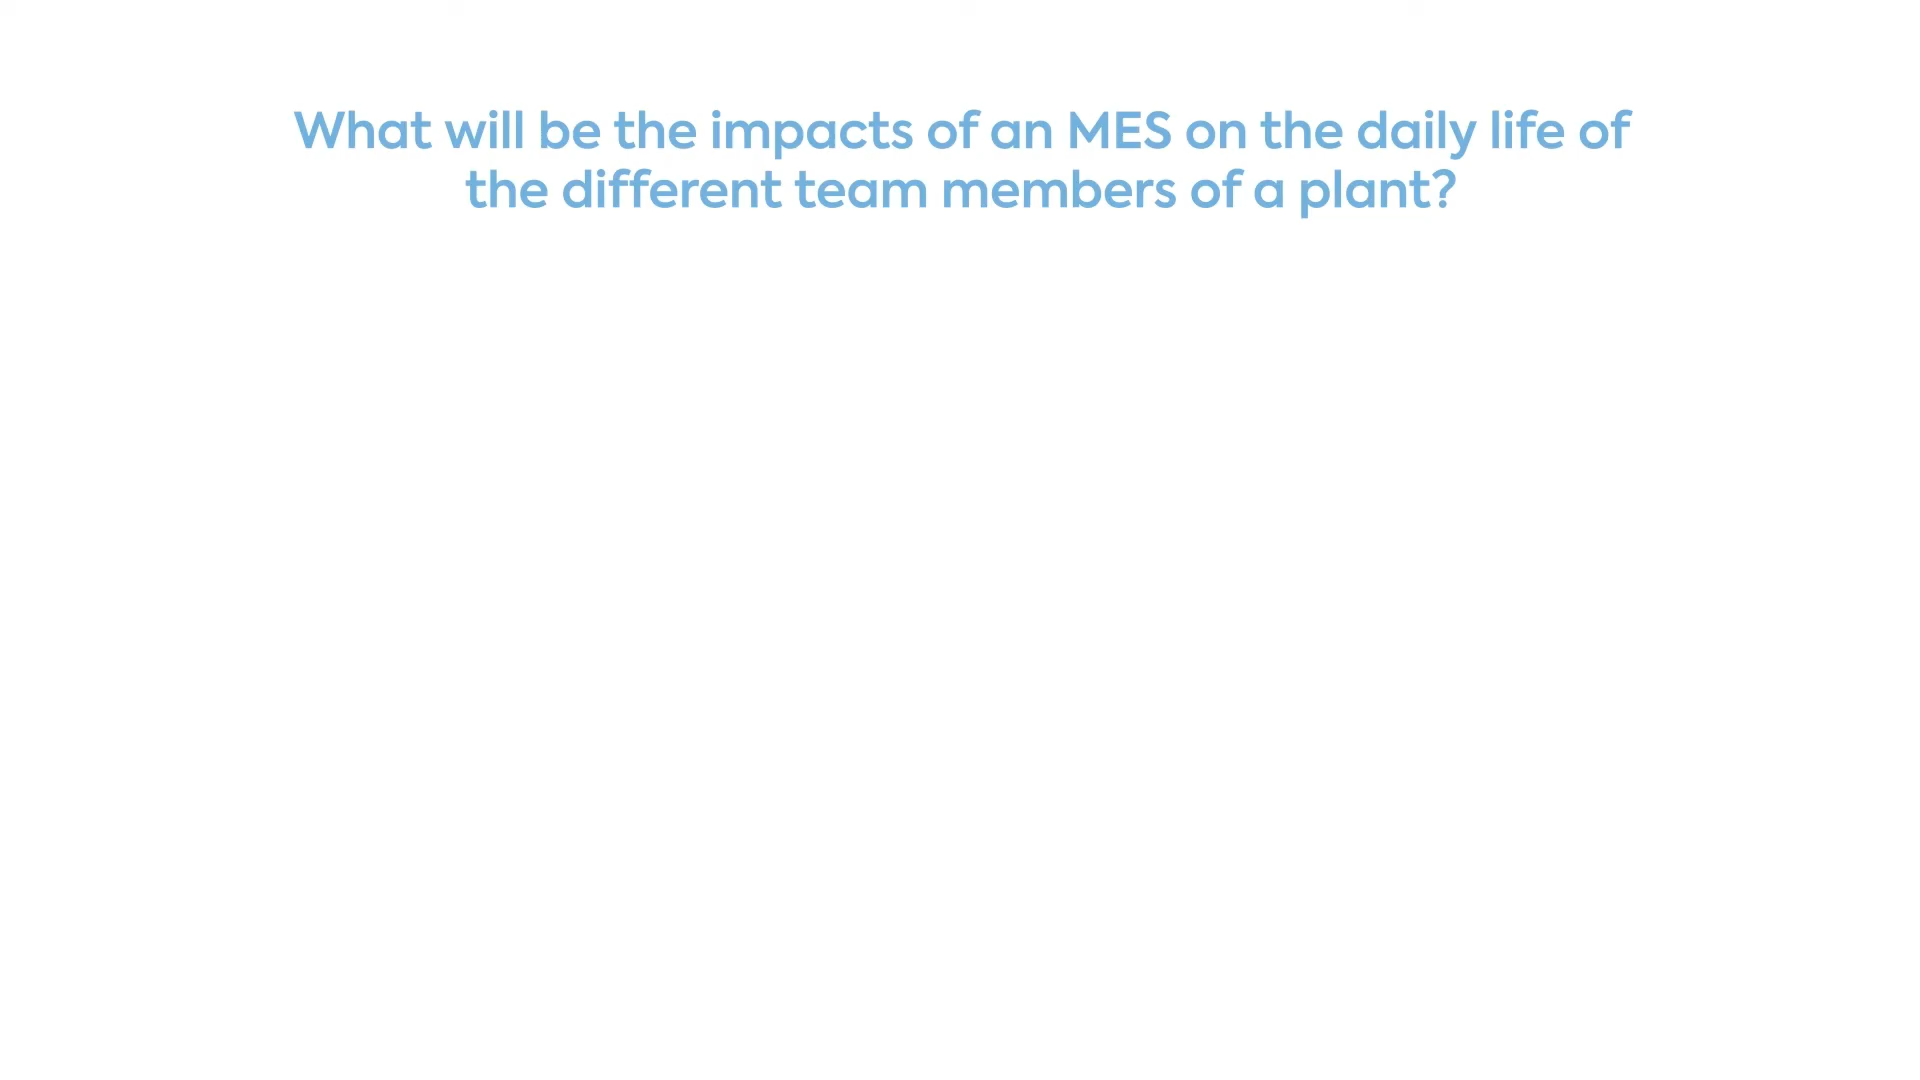 What will be the impacts of an MES on the daily life of
the different team members of a plant?